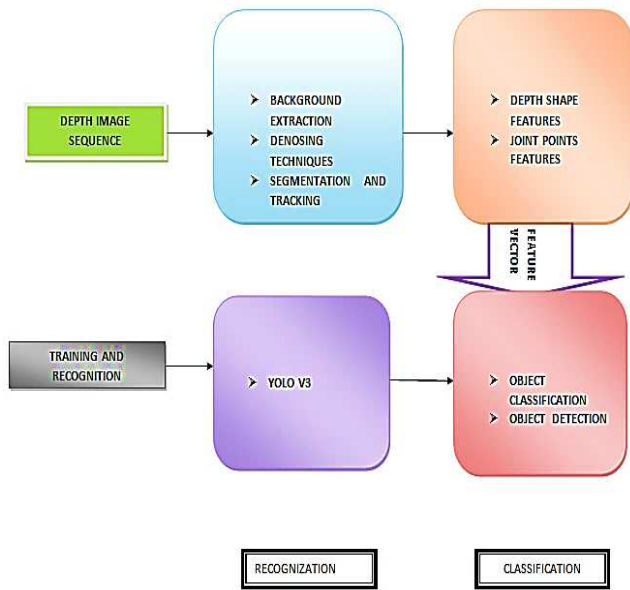 DEPTH IMAGE
SEQUENCE
➤ BACKGROUND
EXTRACTION
➤ DENOSING
TECHNIQUES
➤ SEGMENTATION AND
TRACKING
➤ DEPTH SHAPE
FEATURES
➤ JOINT POINTS
FEATURES
FEATURE
VECTOR
TRAINING AND
RECOGNITION
➤ YOLO V3
➤ OBJECT
CLASSIFICATION
➤ OBJECT DETECTION
RECOGNIZATION
CLASSIFICATION